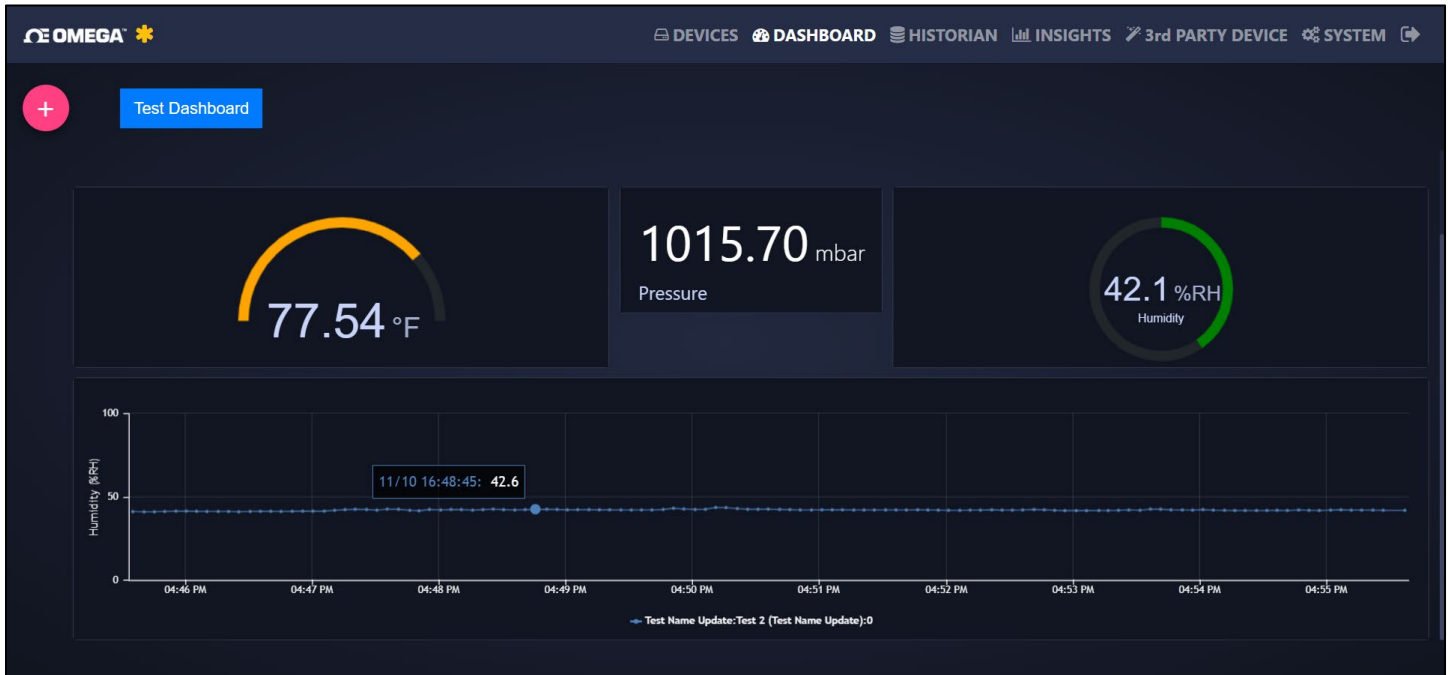 OMEGA™ DEVICES DASHBOARD HISTORIAN INSIGHTS 3rd PARTY DEVICE SYSTEM
+ Test Dashboard
77.54 °F
1015.70 mbar
Pressure
42.1 %RH
Humidity
100
50
0
Humidity (%RH)
11/10 16:48:45: 42.6
04:46 PM 04:47 PM 04:48 PM 04:49 PM 04:50 PM 04:51 PM 04:52 PM 04:53 PM 04:54 PM 04:55 PM
Test Name Update:Test 2 (Test Name Update):0